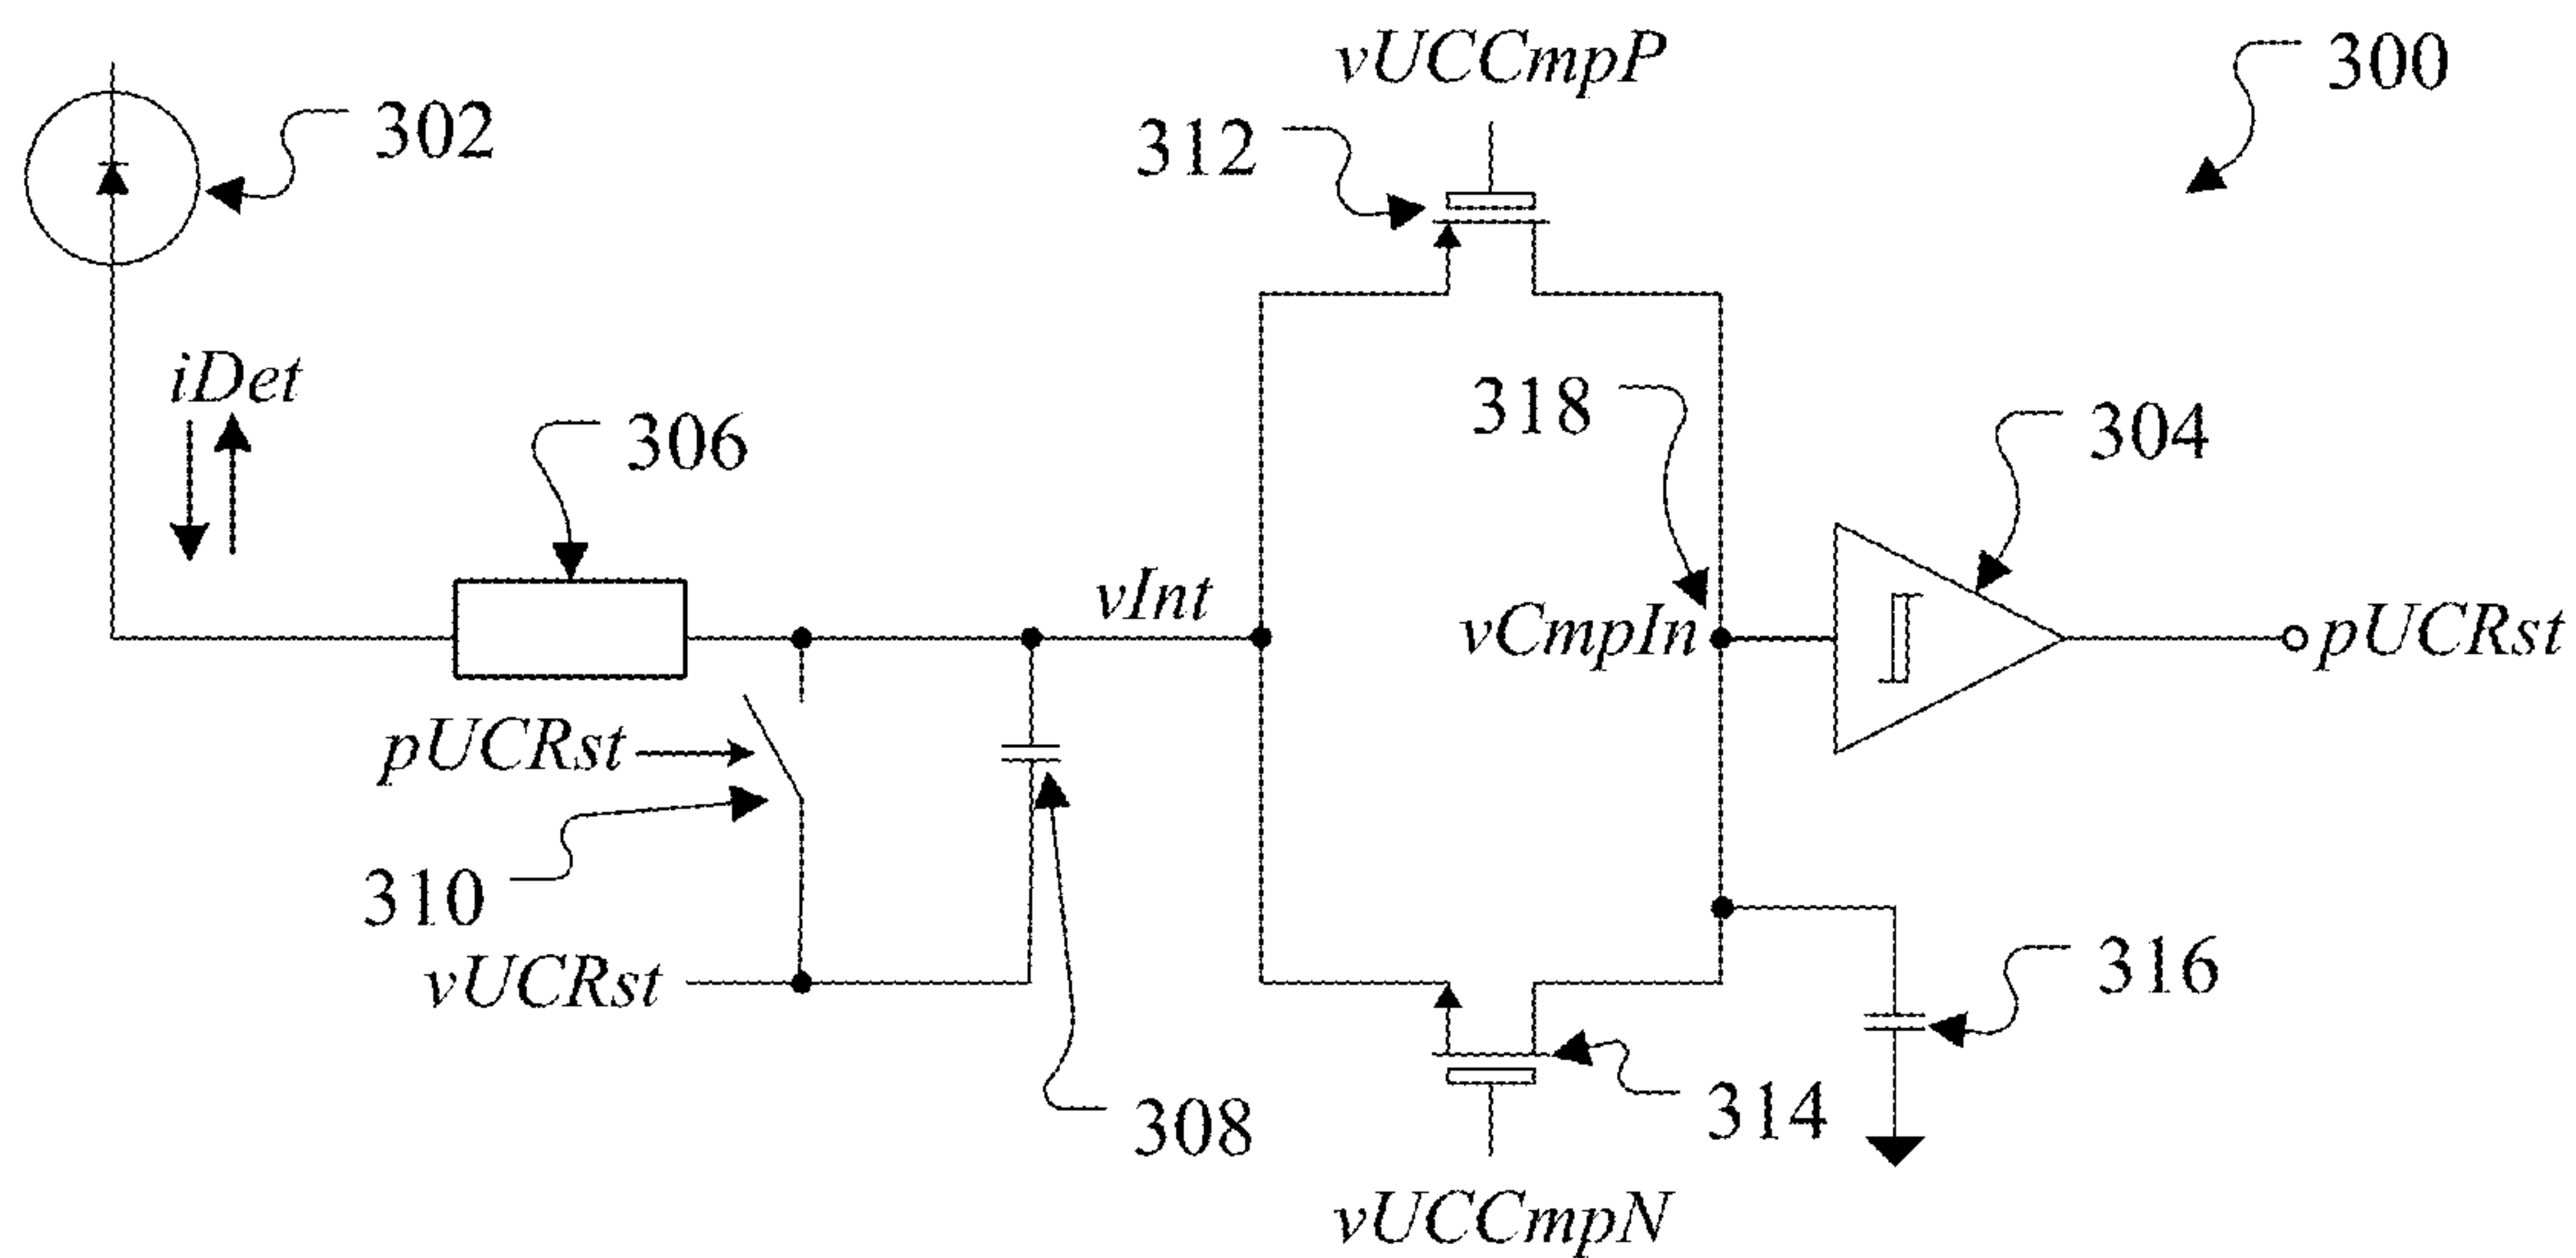 vUCCmpP
300
302
312
iDet
306
318
304
vInt
vCmpIn
pUCRst
pUCRst
310
vUCRst
316
308
314
vUCCmpN